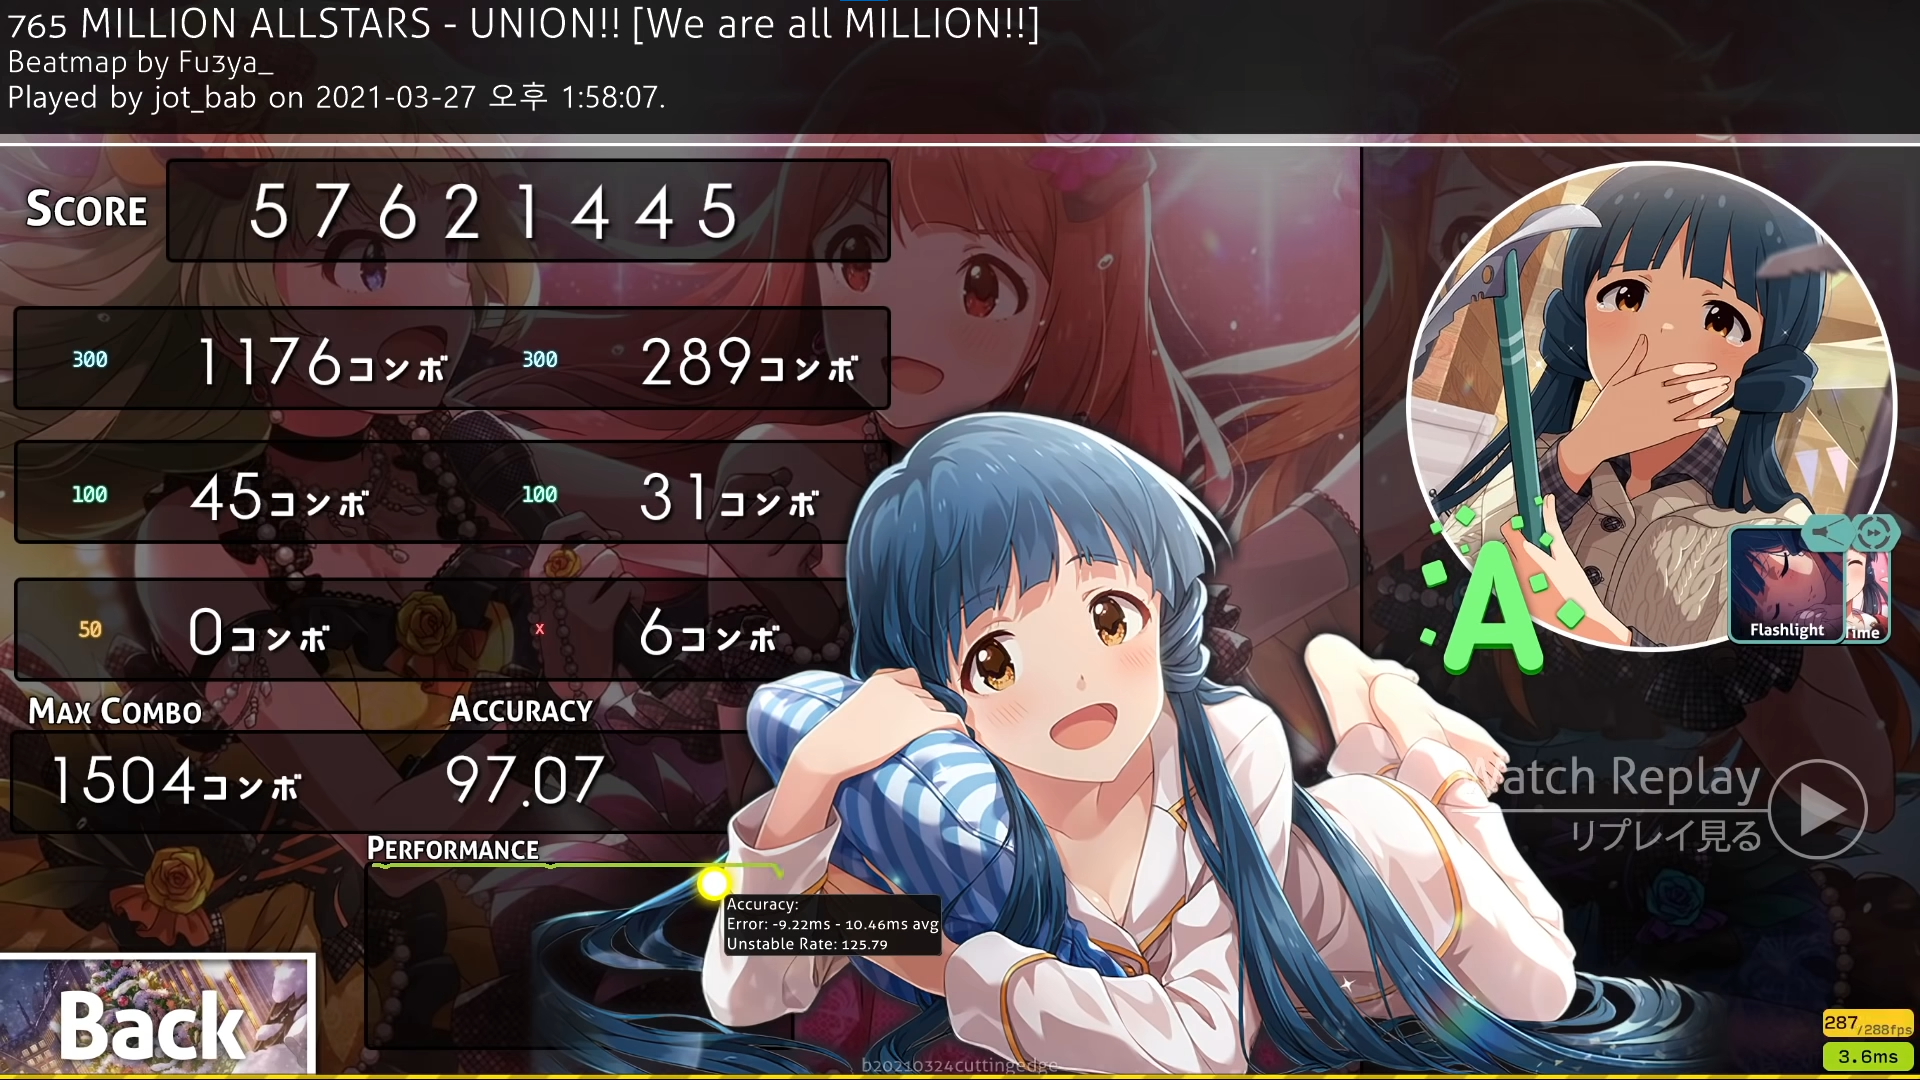 765 MILLION ALLSTARS - UNION!! [We are all MILLION!!]
Beatmap by Fu3ya_
Played by jot_bab on 2021-03-27 오후 1:58:07.
SCORE 57621445
300 1176コンボ 300 289コンボ
100 45コンボ 100 31コンボ
50 0コンボ X 6コンボ
MAX COMBO ACCURACY
1504コンボ 97.07
PERFORMANCE
Accuracy:
Error: -9.22ms - 10.46ms avg
Unstable Rate: 125.79
A
Flashlight Time
Watch Replay
リプレイ見る
Back
287/288fps
3.6ms
b20210324cuttingedge